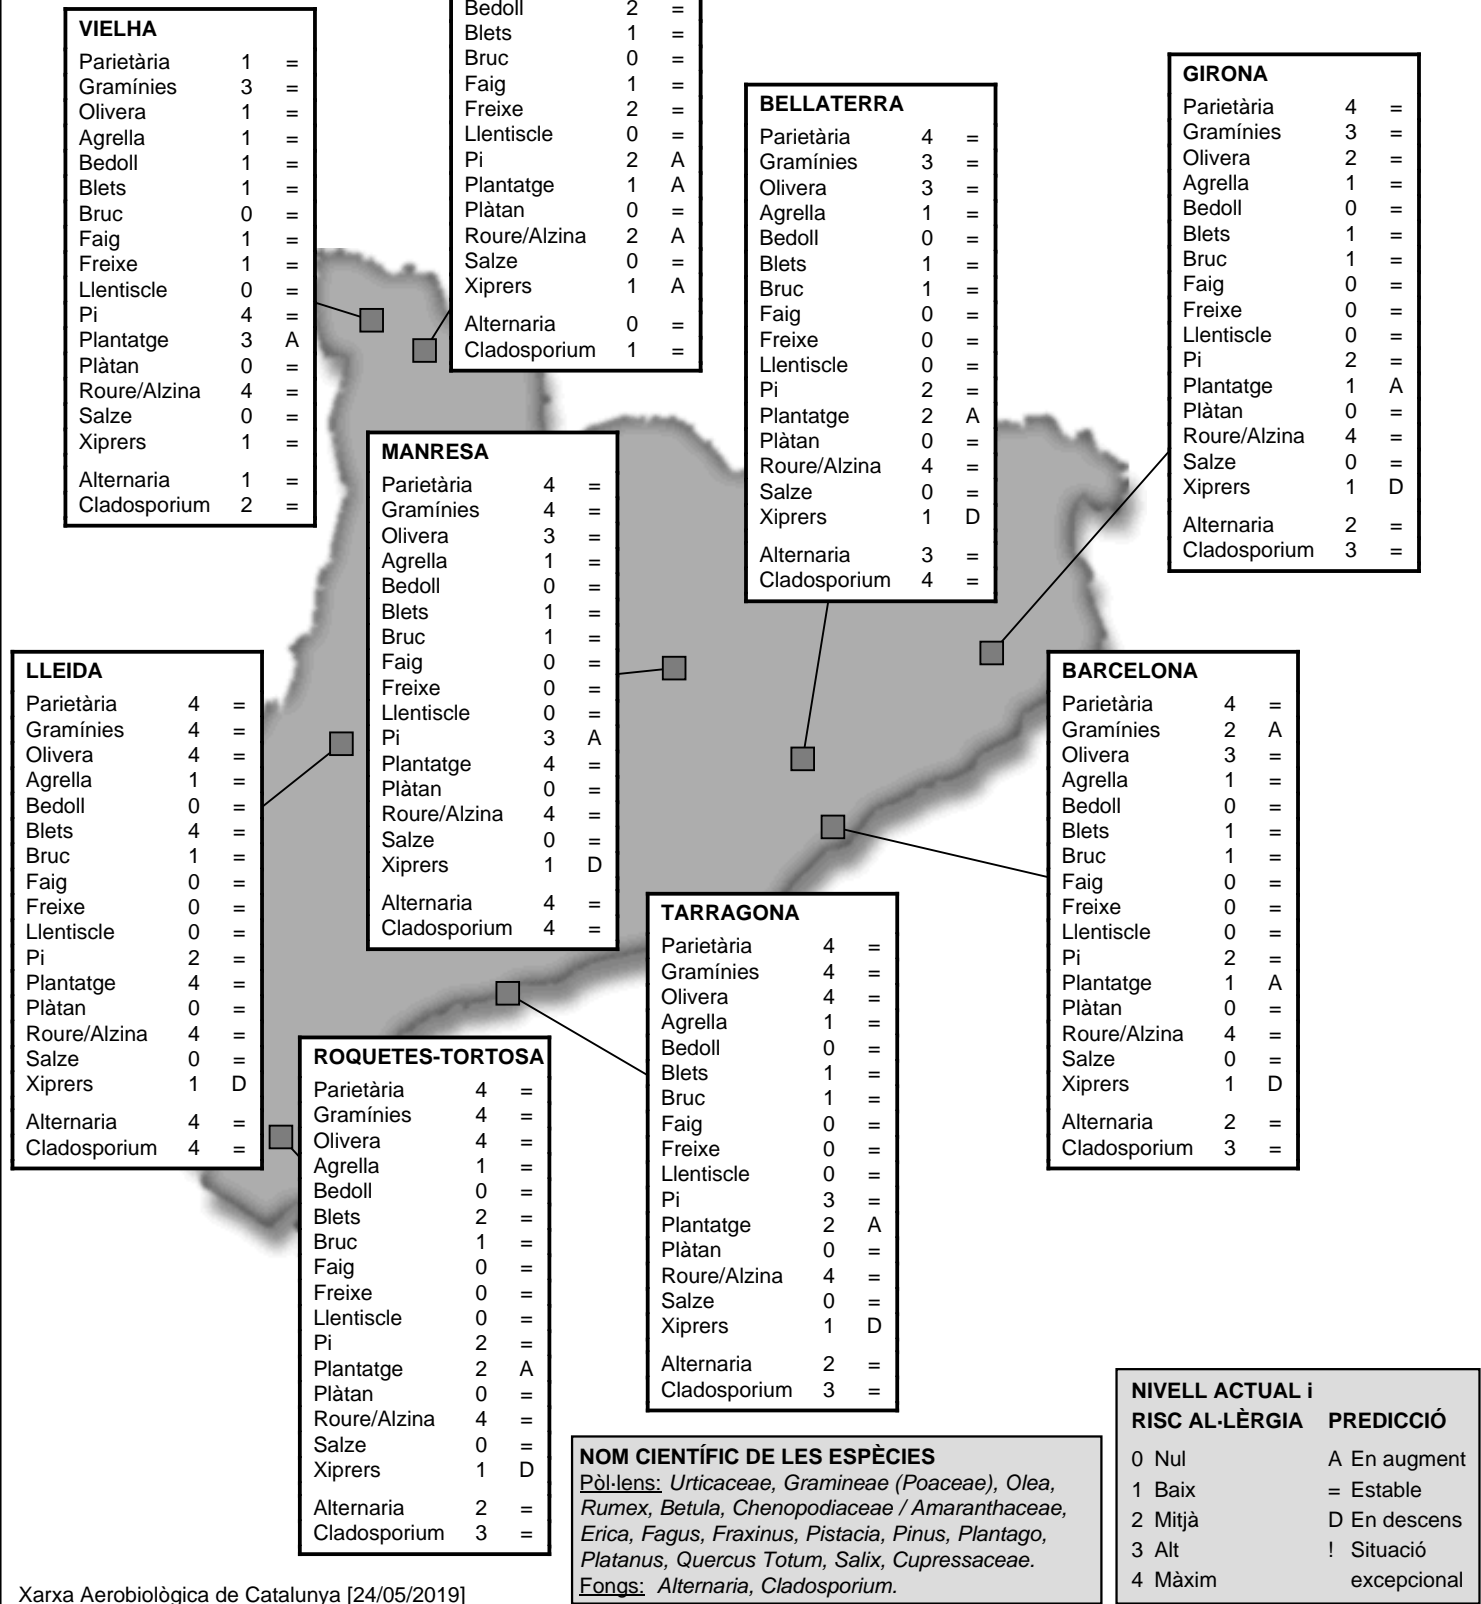 VIELHA
Parietària 1 =
Gramínies 3 =
Olivera 1 =
Agrella 1 =
Bedoll 1 =
Blets 1 =
Bruc 0 =
Faig 1 =
Freixe 1 =
Llentiscle 0 =
Pi 4 =
Plantatge 3 A
Plàtan 0 =
Roure/Alzina 4 =
Salze 0 =
Xiprers 1 =
Alternaria 1 =
Cladosporium 2 =
Bedoll 2 =
Blets 1 =
Bruc 0 =
Faig 1 =
Freixe 2 =
Llentiscle 0 =
Pi 2 A
Plantatge 1 A
Plàtan 0 =
Roure/Alzina 2 A
Salze 0 =
Xiprers 1 A
Alternaria 0 =
Cladosporium 1 =
BELLATERRA
Parietària 4 =
Gramínies 3 =
Olivera 3 =
Agrella 1 =
Bedoll 0 =
Blets 1 =
Bruc 1 =
Faig 0 =
Freixe 0 =
Llentiscle 0 =
Pi 2 =
Plantatge 2 A
Plàtan 0 =
Roure/Alzina 4 =
Salze 0 =
Xiprers 1 D
Alternaria 3 =
Cladosporium 4 =
GIRONA
Parietària 4 =
Gramínies 3 =
Olivera 2 =
Agrella 1 =
Bedoll 0 =
Blets 1 =
Bruc 1 =
Faig 0 =
Freixe 0 =
Llentiscle 0 =
Pi 2 =
Plantatge 1 A
Plàtan 0 =
Roure/Alzina 4 =
Salze 0 =
Xiprers 1 D
Alternaria 2 =
Cladosporium 3 =
MANRESA
Parietària 4 =
Gramínies 4 =
Olivera 3 =
Agrella 1 =
Bedoll 0 =
Blets 1 =
Bruc 1 =
Faig 0 =
Freixe 0 =
Llentiscle 0 =
Pi 3 A
Plantatge 4 =
Plàtan 0 =
Roure/Alzina 4 =
Salze 0 =
Xiprers 1 D
Alternaria 4 =
Cladosporium 4 =
LLEIDA
Parietària 4 =
Gramínies 4 =
Olivera 4 =
Agrella 1 =
Bedoll 0 =
Blets 4 =
Bruc 1 =
Faig 0 =
Freixe 0 =
Llentiscle 0 =
Pi 2 =
Plantatge 4 =
Plàtan 0 =
Roure/Alzina 4 =
Salze 0 =
Xiprers 1 D
Alternaria 4 =
Cladosporium 4 =
BARCELONA
Parietària 4 =
Gramínies 2 A
Olivera 3 =
Agrella 1 =
Bedoll 0 =
Blets 1 =
Bruc 1 =
Faig 0 =
Freixe 0 =
Llentiscle 0 =
Pi 2 =
Plantatge 1 A
Plàtan 0 =
Roure/Alzina 4 =
Salze 0 =
Xiprers 1 D
Alternaria 2 =
Cladosporium 3 =
TARRAGONA
Parietària 4 =
Gramínies 4 =
Olivera 4 =
Agrella 1 =
Bedoll 0 =
Blets 1 =
Bruc 1 =
Faig 0 =
Freixe 0 =
Llentiscle 0 =
Pi 3 =
Plantatge 2 A
Plàtan 0 =
Roure/Alzina 4 =
Salze 0 =
Xiprers 1 D
Alternaria 2 =
Cladosporium 3 =
ROQUETES-TORTOSA
Parietària 4 =
Gramínies 4 =
Olivera 4 =
Agrella 1 =
Bedoll 0 =
Blets 2 =
Bruc 1 =
Faig 0 =
Freixe 0 =
Llentiscle 0 =
Pi 2 =
Plantatge 2 A
Plàtan 0 =
Roure/Alzina 4 =
Salze 0 =
Xiprers 1 D
Alternaria 2 =
Cladosporium 3 =
NOM CIENTÍFIC DE LES ESPÈCIES
Pòl·lens: Urticaceae, Gramineae (Poaceae), Olea,
Rumex, Betula, Chenopodiaceae / Amaranthaceae,
Erica, Fagus, Fraxinus, Pistacia, Pinus, Plantago,
Platanus, Quercus Totum, Salix, Cupressaceae.
Fongs: Alternaria, Cladosporium.
NIVELL ACTUAL i
RISC AL·LÈRGIA PREDICCIÓ
0 Nul A En augment
1 Baix = Estable
2 Mitjà D En descens
3 Alt ! Situació
4 Màxim excepcional
Xarxa Aerobiològica de Catalunya [24/05/2019]